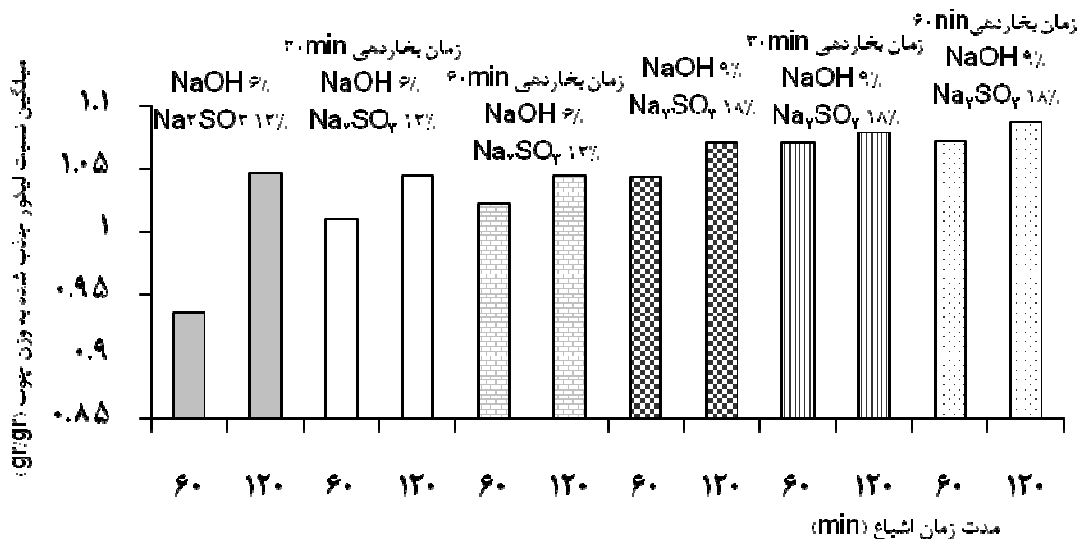 میانگین نسبت لیکور جذب شده به وزن چوب (gr/gr)
۱.۱
۱.۰۵
۱
۰.۹۵
۰.۹
۰.۸۵
NaOH ۶٪
Na۲SO۳ ۱۲٪
زمان بخاردهی ۳۰min
NaOH ۶٪
Na۲SO۳ ۱۲٪
زمان بخاردهی ۶۰min
NaOH ۶٪
Na۲SO۳ ۱۲٪
NaOH ۹٪
Na۲SO۳ ۱۸٪
زمان بخاردهی ۳۰min
NaOH ۹٪
Na۲SO۳ ۱۸٪
زمان بخاردهی ۶۰min
NaOH ۹٪
Na۲SO۳ ۱۸٪
۶۰ ۱۲۰ ۶۰ ۱۲۰ ۶۰ ۱۲۰ ۶۰ ۱۲۰ ۶۰ ۱۲۰ ۶۰ ۱۲۰
مدت زمان اشباع (min)